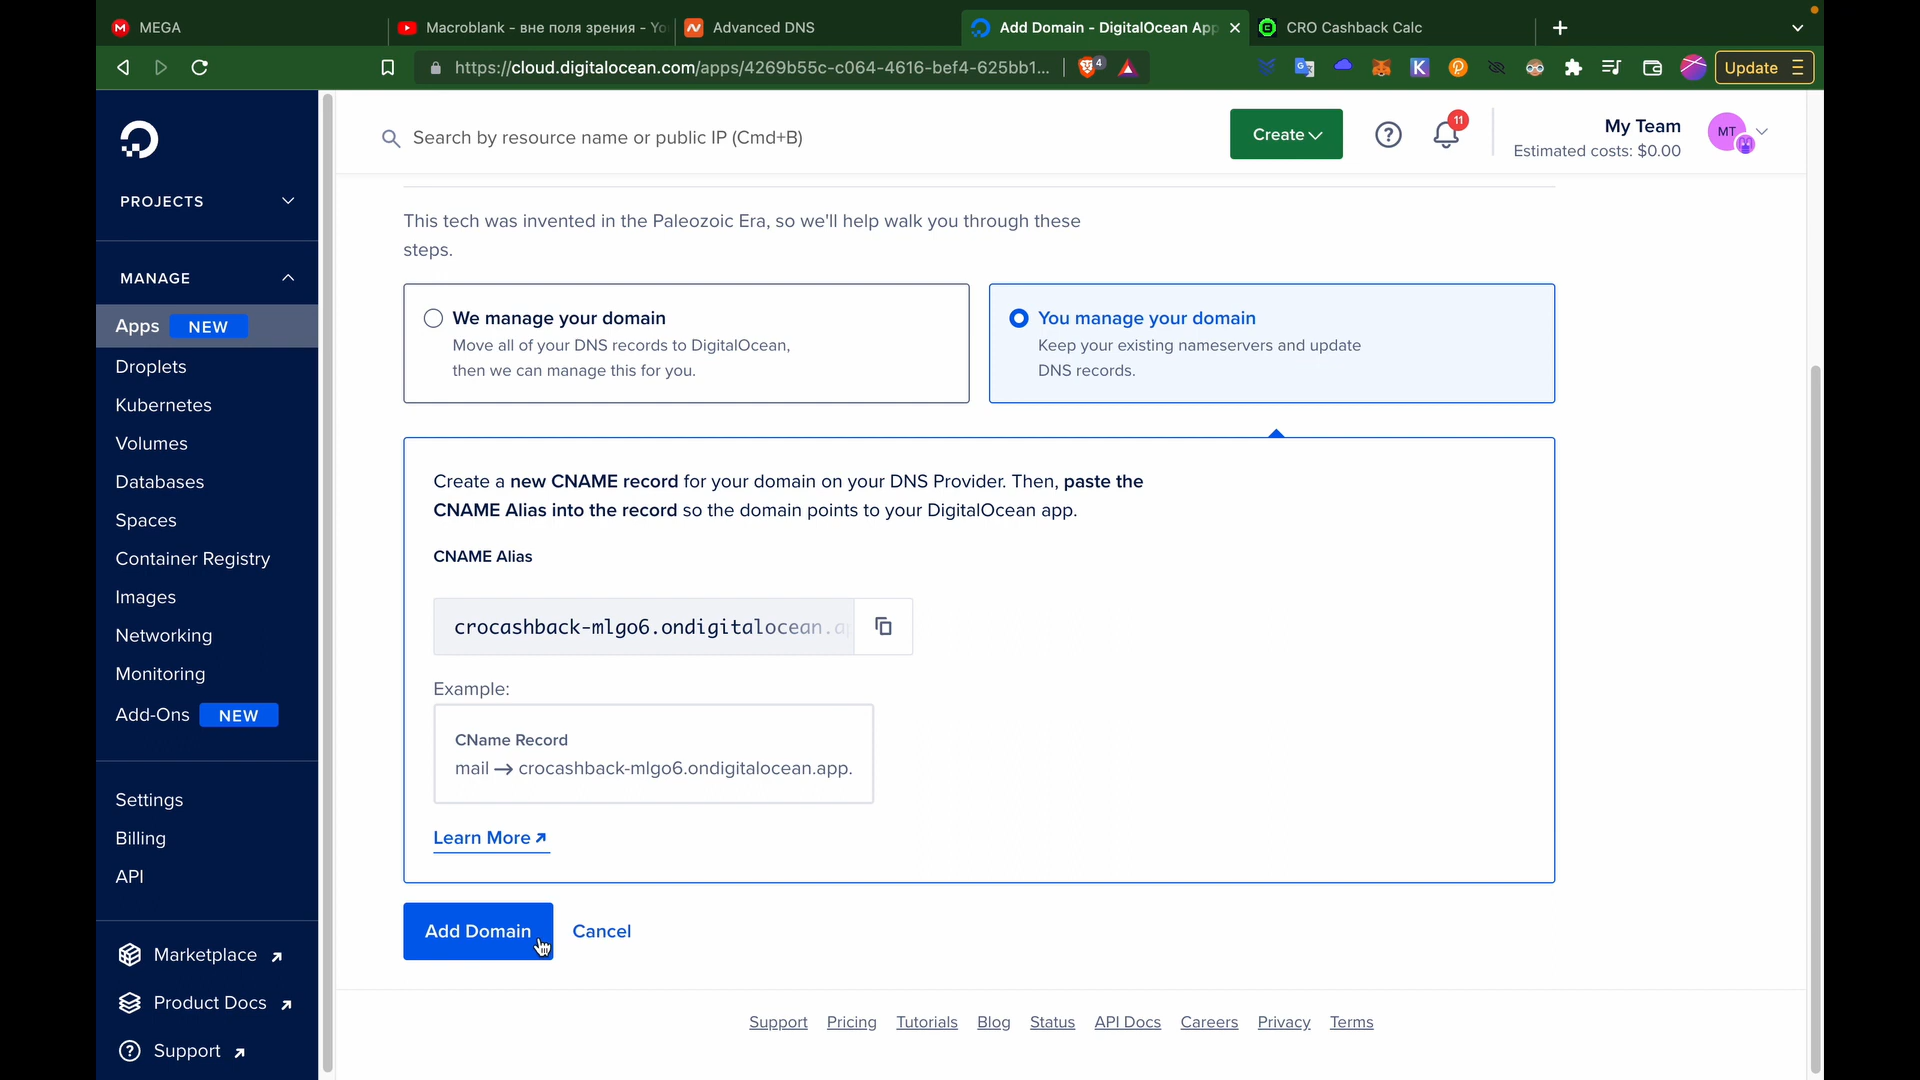 MEGA
Macroblank - вне поля зрения - Yo
Advanced DNS
Add Domain - DigitalOcean App
CRO Cashback Calc
https://cloud.digitalocean.com/apps/4269b55c-c064-4616-bef4-625bb1...
4
K
Update
Search by resource name or public IP (Cmd+B)
Create
11
My Team
Estimated costs: $0.00
MT
PROJECTS
MANAGE
Apps NEW
Droplets
Kubernetes
Volumes
Databases
Spaces
Container Registry
Images
Networking
Monitoring
Add-Ons NEW
Settings
Billing
API
Marketplace
Product Docs
Support
This tech was invented in the Paleozoic Era, so we'll help walk you through these
steps.
We manage your domain
Move all of your DNS records to DigitalOcean,
then we can manage this for you.
You manage your domain
Keep your existing nameservers and update
DNS records.
Create a new CNAME record for your domain on your DNS Provider. Then, paste the
CNAME Alias into the record so the domain points to your DigitalOcean app.
CNAME Alias
crocashback-mlgo6.ondigitalocean.ap
Example:
CName Record
mail → crocashback-mlgo6.ondigitalocean.app.
Learn More
Add Domain
Cancel
Support Pricing Tutorials Blog Status API Docs Careers Privacy Terms